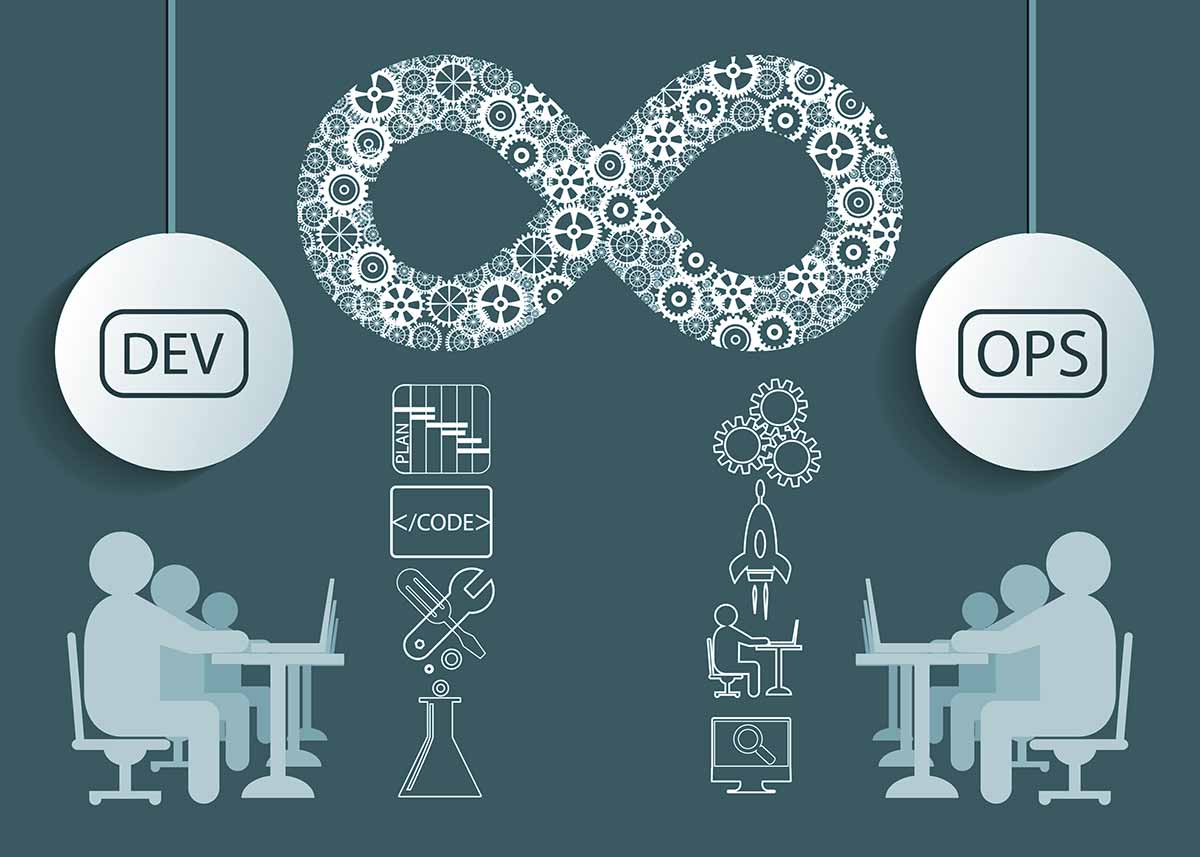 DEV
OPS
PLAN
</CODE>